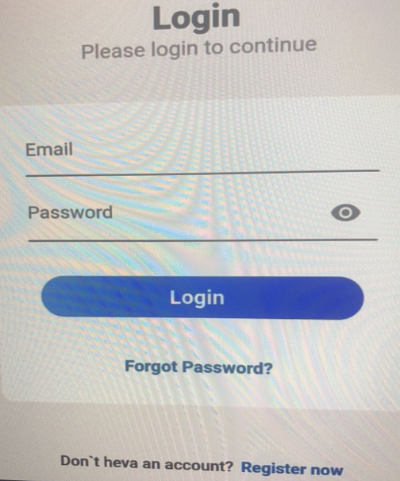 Login
Please login to continue
Email
Password
Login
Forgot Password?
Don`t heva an account? Register now